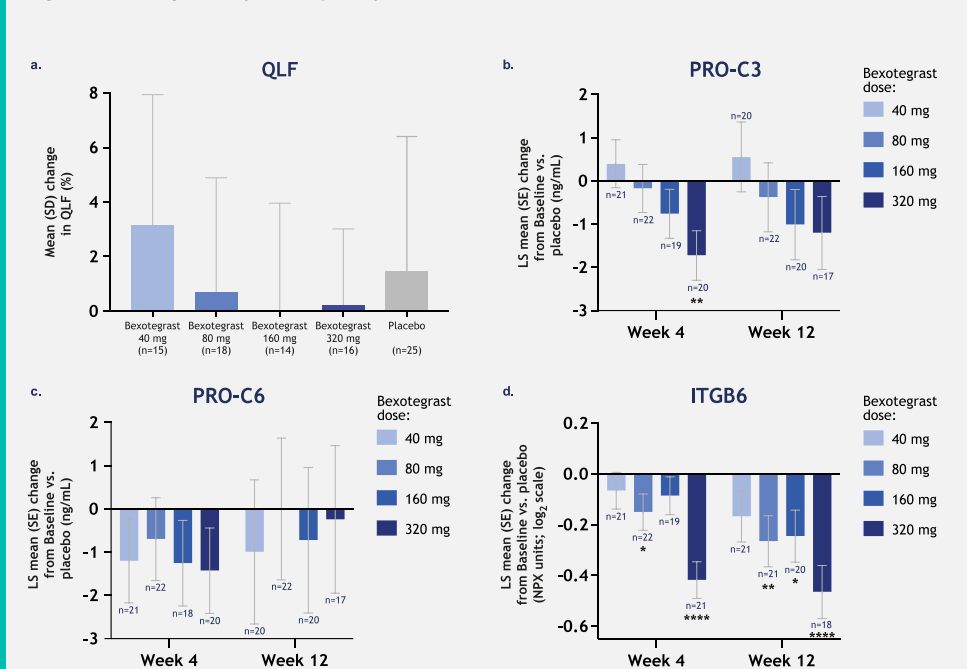 a.
QLF
8
6
4
2
0
Mean (SD) change
in QLF (%)
Bexotegrast
40 mg
(n=15)
Bexotegrast
80 mg
(n=18)
Bexotegrast
160 mg
(n=14)
Bexotegrast
320 mg
(n=16)
Placebo
(n=25)
b.
PRO-C3
2
1
0
-1
-2
-3
LS mean (SE) change
from Baseline vs.
placebo (ng/mL)
n=21
n=22
n=19
n=20
**
n=20
n=22
n=20
n=17
Week 4
Week 12
Bexotegrast
dose:
40 mg
80 mg
160 mg
320 mg
c.
PRO-C6
2
1
0
-1
-2
-3
LS mean (SE) change
from Baseline vs.
placebo (ng/mL)
n=21
n=22
n=18
n=20
n=20
n=22
n=20
n=17
Week 4
Week 12
Bexotegrast
dose:
40 mg
80 mg
160 mg
320 mg
d.
ITGB6
0.2
0.0
-0.2
-0.4
-0.6
LS mean (SE) change
from Baseline vs. placebo
(NPX units; log2 scale)
n=21
n=22
*
n=19
n=21
****
n=21
n=21
**
n=20
*
n=18
****
Week 4
Week 12
Bexotegrast
dose:
40 mg
80 mg
160 mg
320 mg